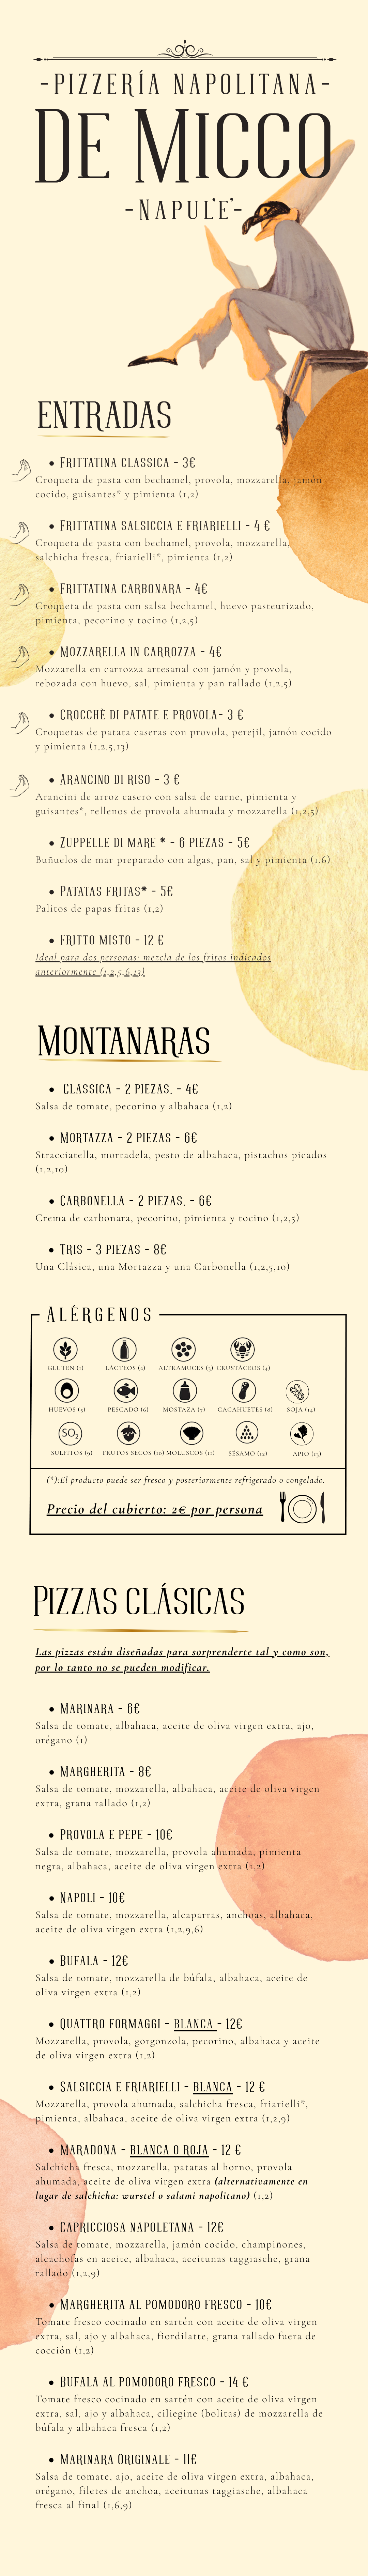 -PIZZERÍA NAPOLITANA-
DE MICCO
-NAPUL'E'-
ENTRADAS
• FRITTATINA CLASSICA - 3€
Croqueta de pasta con bechamel, provola, mozzarella, jamón
cocido, guisantes* y pimienta (1,2)
• FRITTATINA SALSICCIA E FRIARIELLI - 4 €
Croqueta de pasta con bechamel, provola, mozzarella,
salchicha fresca, friarielli*, pimienta (1,2)
• FRITTATINA CARBONARA - 4€
Croqueta de pasta con salsa bechamel, huevo pasteurizado,
pimienta, pecorino y tocino (1,2,5)
• MOZZARELLA IN CARROZZA - 4€
Mozzarella en carrozza artesanal con jamón y provola,
rebozada con huevo, sal, pimienta y pan rallado (1,2,5)
• CROCCHÈ DI PATATE E PROVOLA- 3 €
Croquetas de patata caseras con provola, perejil, jamón cocido
y pimienta (1,2,5,13)
• ARANCINO DI RISO - 3 €
Arancini de arroz casero con salsa de carne, pimienta y
guisantes*, rellenos de provola ahumada y mozzarella (1,2,5)
• ZUPPELLE DI MARE * - 6 PIEZAS - 5€
Buñuelos de mar preparado con algas, pan, sal y pimienta (1.6)
• PATATAS FRITAS* - 5€
Palitos de papas fritas (1,2)
• FRITTO MISTO - 12 €
Ideal para dos personas: mezcla de los fritos indicados
anteriormente (1,2,5,6,13)
MONTANARAS
• CLASSICA - 2 PIEZAS. - 4€
Salsa de tomate, pecorino y albahaca (1,2)
• MORTAZZA - 2 PIEZAS - 6€
Stracciatella, mortadela, pesto de albahaca, pistachos picados
(1,2,10)
• CARBONELLA - 2 PIEZAS. - 6€
Crema de carbonara, pecorino, pimienta y tocino (1,2,5)
• TRIS - 3 PIEZAS - 8€
Una Clásica, una Mortazza y una Carbonella (1,2,5,10)
ALÉRGENOS
GLUTEN (1) LÁCTEOS (2) ALTRAMUCES (3) CRUSTÁCEOS (4)
HUEVOS (5) PESCADO (6) MOSTAZA (7) CACAHUETES (8) SOJA (14)
SO2
SULFITOS (9) FRUTOS SECOS (10) MOLUSCOS (11) SÉSAMO (12) APIO (13)
(*):El producto puede ser fresco y posteriormente refrigerado o congelado.
Precio del cubierto: 2€ por persona
PIZZAS CLÁSICAS
Las pizzas están diseñadas para sorprenderte tal y como son,
por lo tanto no se pueden modificar.
• MARINARA - 6€
Salsa de tomate, albahaca, aceite de oliva virgen extra, ajo,
orégano (1)
• MARGHERITA - 8€
Salsa de tomate, mozzarella, albahaca, aceite de oliva virgen
extra, grana rallado (1,2)
• PROVOLA E PEPE - 10€
Salsa de tomate, mozzarella, provola ahumada, pimienta
negra, albahaca, aceite de oliva virgen extra (1,2)
• NAPOLI - 10€
Salsa de tomate, mozzarella, alcaparras, anchoas, albahaca,
aceite de oliva virgen extra (1,2,9,6)
• BUFALA - 12€
Salsa de tomate, mozzarella de búfala, albahaca, aceite de
oliva virgen extra (1,2)
• QUATTRO FORMAGGI - BLANCA - 12€
Mozzarella, provola, gorgonzola, pecorino, albahaca y aceite
de oliva virgen extra (1,2)
• SALSICCIA E FRIARIELLI - BLANCA - 12 €
Mozzarella, provola ahumada, salchicha fresca, friarielli*,
pimienta, albahaca, aceite de oliva virgen extra (1,2,9)
• MARADONA - BLANCA O ROJA - 12 €
Salchicha fresca, mozzarella, patatas al horno, provola
ahumada, aceite de oliva virgen extra (alternativamente en
lugar de salchicha: wurstel o salami napolitano) (1,2)
• CAPRICCIOSA NAPOLETANA - 12€
Salsa de tomate, mozzarella, jamón cocido, champiñones,
alcachofas en aceite, albahaca, aceitunas taggiasche, grana
rallado (1,2,9)
• MARGHERITA AL POMODORO FRESCO - 10€
Tomate fresco cocinado en sartén con aceite de oliva virgen
extra, sal, ajo y albahaca, fiordilatte, grana rallado fuera de
cocción (1,2)
• BUFALA AL POMODORO FRESCO - 14 €
Tomate fresco cocinado en sartén con aceite de oliva virgen
extra, sal, ajo y albahaca, ciliegine (bolitas) de mozzarella de
búfala y albahaca fresca (1,2)
• MARINARA ORIGINALE - 11€
Salsa de tomate, ajo, aceite de oliva virgen extra, albahaca,
orégano, filetes de anchoa, aceitunas taggiasche, albahaca
fresca al final (1,6,9)